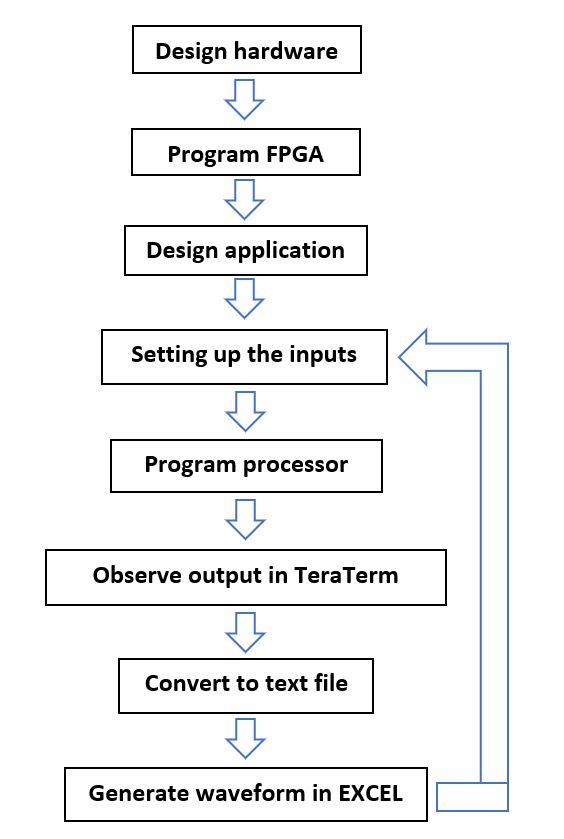 Design hardware
Program FPGA
Design application
Setting up the inputs
Program processor
Observe output in TeraTerm
Convert to text file
Generate waveform in EXCEL